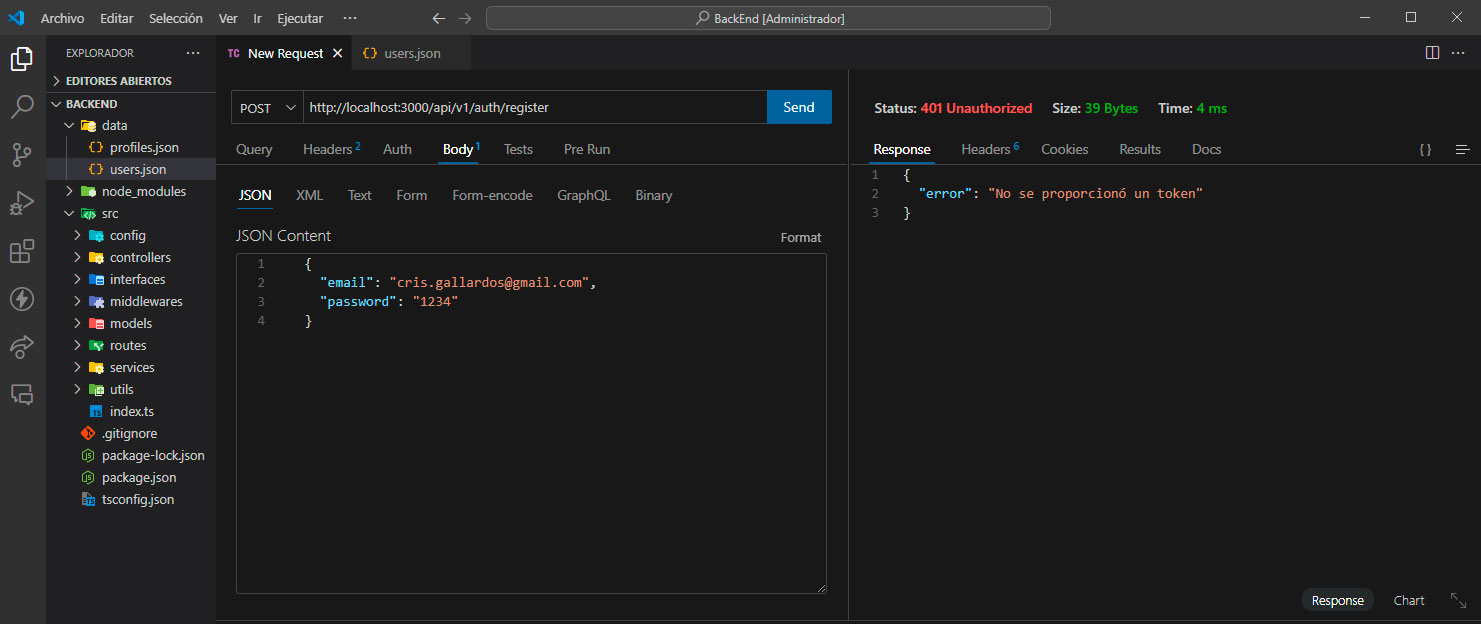 Archivo Editar Selección Ver Ir Ejecutar ··· BackEnd [Administrador]
EXPLORADOR ···
EDITORES ABIERTOS
BACKEND
data
profiles.json
users.json
node_modules
src
config
controllers
interfaces
middlewares
models
routes
services
utils
index.ts
.gitignore
package-lock.json
package.json
tsconfig.json
TC New Request users.json
POST http://localhost:3000/api/v1/auth/register Send
Query Headers 2 Auth Body 1 Tests Pre Run
JSON XML Text Form Form-encode GraphQL Binary
JSON Content Format
1 {
2 "email": "cris.gallardos@gmail.com",
3 "password": "1234"
4 }
Status: 401 Unauthorized Size: 39 Bytes Time: 4 ms
Response Headers 6 Cookies Results Docs {}
1 {
2 "error": "No se proporcionó un token"
3 }
Response Chart